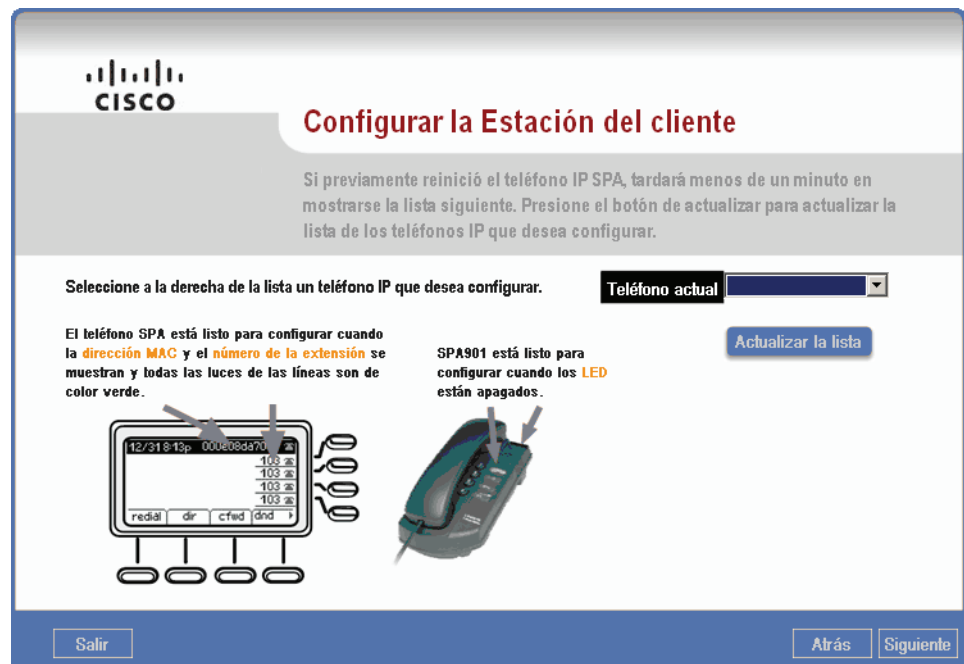 CISCO
Configurar la Estación del cliente
Si previamente reinició el teléfono IP SPA, tardará menos de un minuto en
mostrarse la lista siguiente. Presione el botón de actualizar para actualizar la
lista de los teléfonos IP que desea configurar.
Seleccione a la derecha de la lista un teléfono IP que desea configurar.
Teléfono actual
Actualizar la lista
El teléfono SPA está listo para configurar cuando
la dirección MAC y el número de la extensión se
muestran y todas las luces de las líneas son de
color verde.
SPA901 está listo para
configurar cuando los LED
están apagados.
12/31 8:13p
103
103
103
103
redial dir cfwd dnd
Salir
Atrás
Siguiente